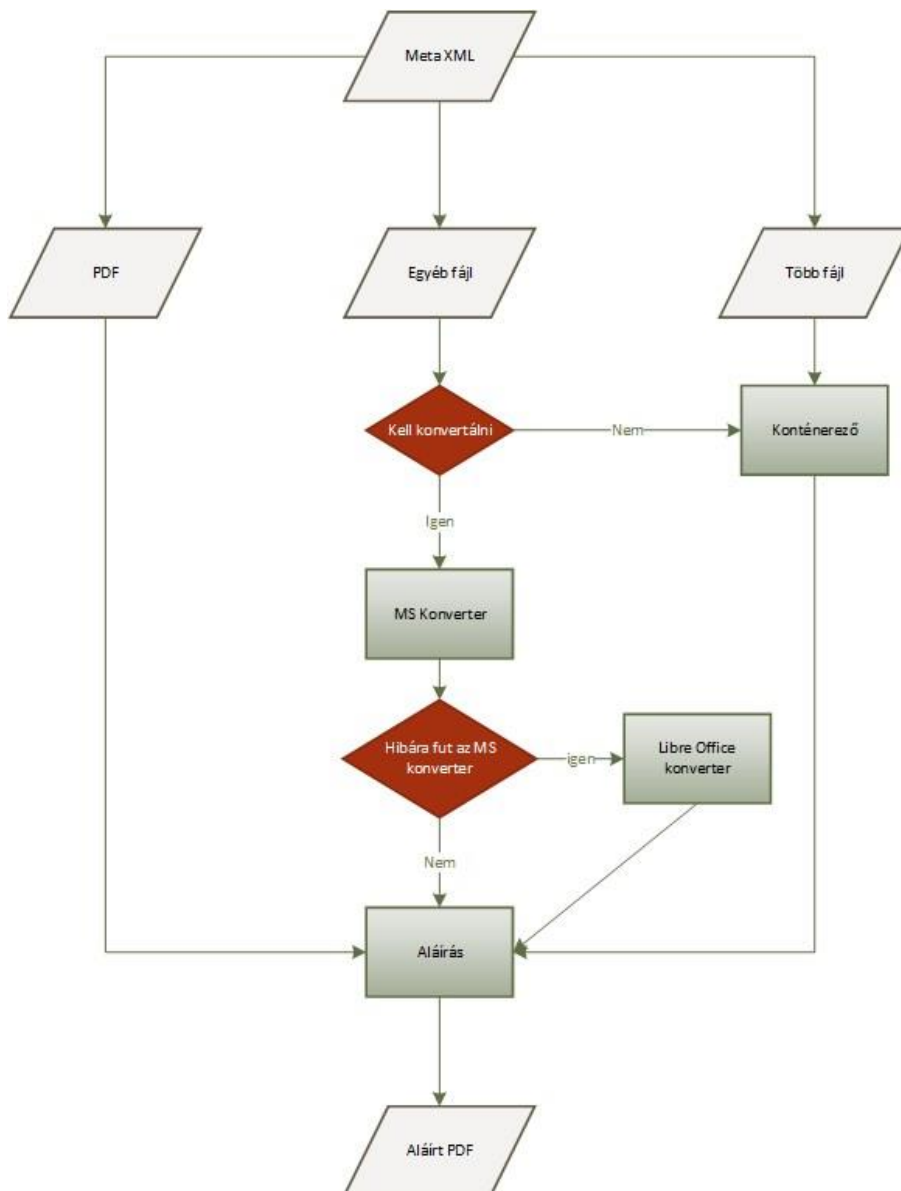 Meta XML
PDF
Egyéb fájl
Több fájl
Kell konvertálni
Nem
Konténerező
Igen
MS Konverter
Hibára fut az MS
konverter
igen
Libre Office
konverter
Nem
Aláírás
Aláírt PDF